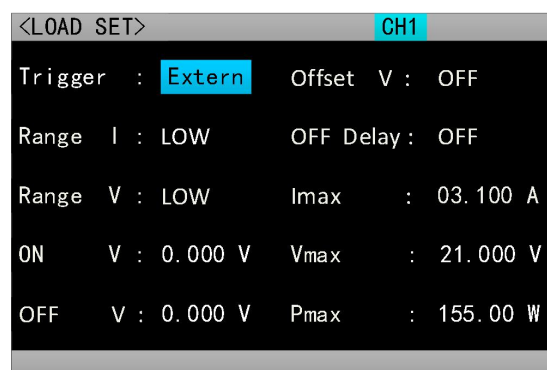 <LOAD SET> CH1
Trigger : Extern Offset V : OFF
Range I : LOW OFF Delay : OFF
Range V : LOW Imax : 03.100 A
ON V : 0.000 V Vmax : 21.000 V
OFF V : 0.000 V Pmax : 155.00 W